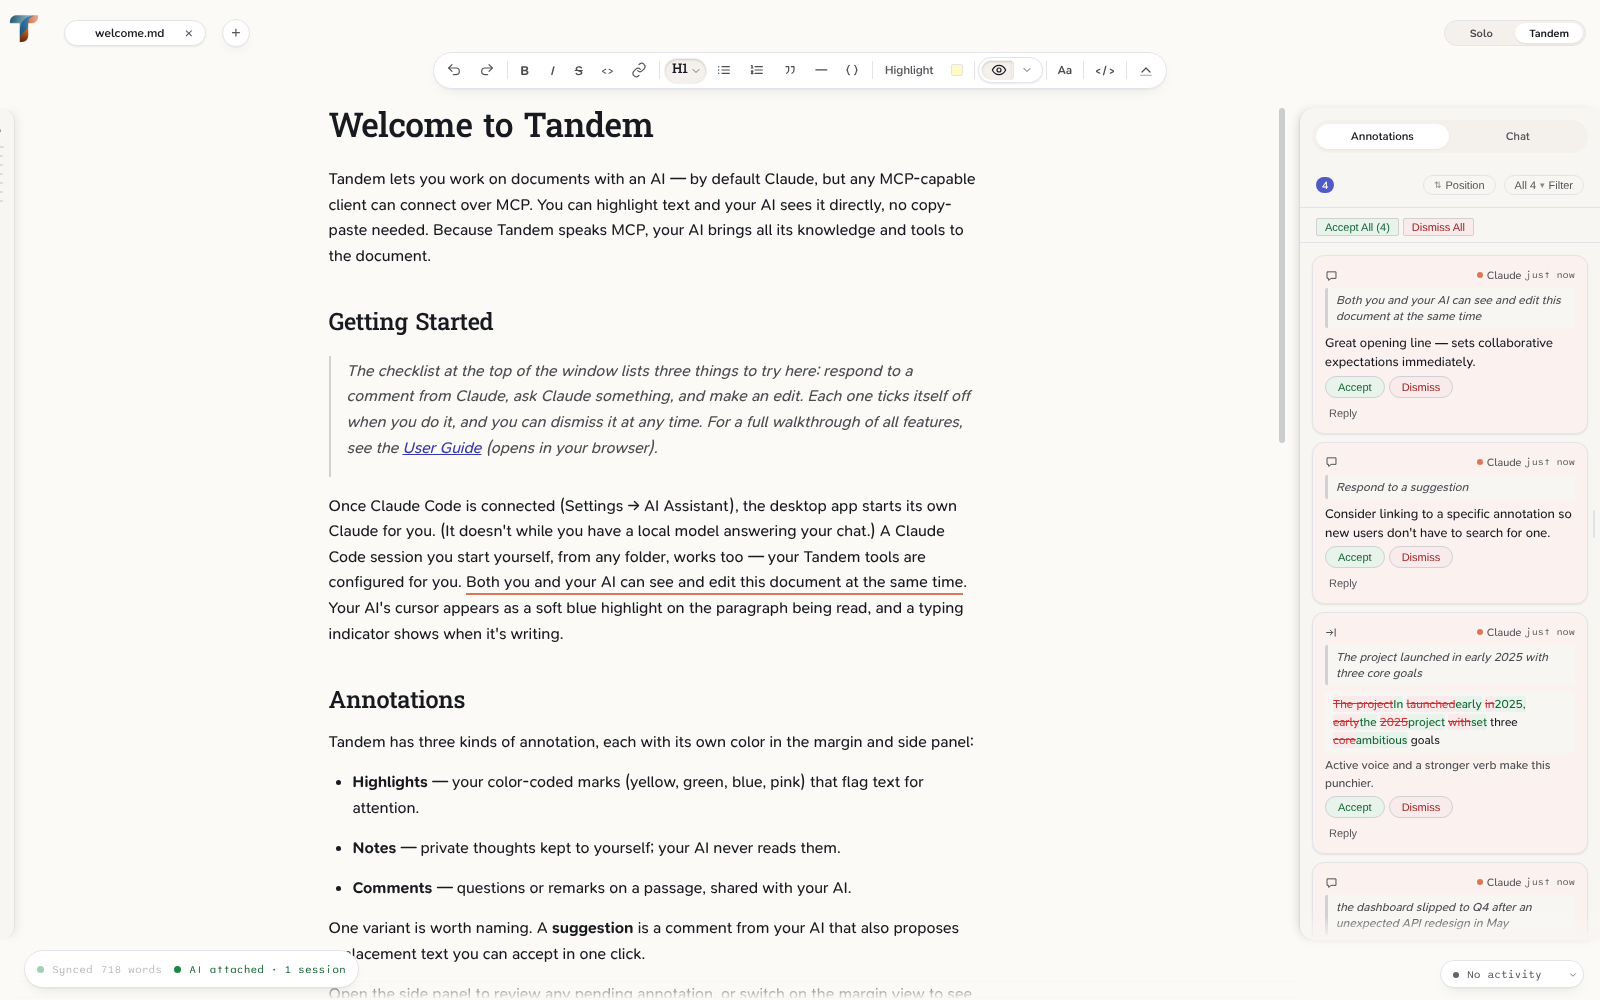 welcome.md ×
+
Solo Tandem
B I S <> H1 Highlight Aa </>
Welcome to Tandem
Tandem lets you work on documents with an AI — by default Claude, but any MCP-capable
client can connect over MCP. You can highlight text and your AI sees it directly, no copy-
paste needed. Because Tandem speaks MCP, your AI brings all its knowledge and tools to
the document.
Getting Started
The checklist at the top of the window lists three things to try here: respond to a
comment from Claude, ask Claude something, and make an edit. Each one ticks itself off
when you do it, and you can dismiss it at any time. For a full walkthrough of all features,
see the User Guide (opens in your browser).
Once Claude Code is connected (Settings → AI Assistant), the desktop app starts its own
Claude for you. (It doesn't while you have a local model answering your chat.) A Claude
Code session you start yourself, from any folder, works too — your Tandem tools are
configured for you. Both you and your AI can see and edit this document at the same time.
Your AI's cursor appears as a soft blue highlight on the paragraph being read, and a typing
indicator shows when it's writing.
Annotations
Tandem has three kinds of annotation, each with its own color in the margin and side panel:
• Highlights — your color-coded marks (yellow, green, blue, pink) that flag text for
attention.
• Notes — private thoughts kept to yourself; your AI never reads them.
• Comments — questions or remarks on a passage, shared with your AI.
One variant is worth naming. A suggestion is a comment from your AI that also proposes
placement text you can accept in one click.
Open the side panel to review any pending annotation, or switch on the margin view to see
Synced 718 words AI attached · 1 session
Annotations Chat
4 Position All 4 Filter
Accept All (4) Dismiss All
Claude just now
Both you and your AI can see and edit this
document at the same time
Great opening line — sets collaborative
expectations immediately.
Accept Dismiss
Reply
Claude just now
Respond to a suggestion
Consider linking to a specific annotation so
new users don't have to search for one.
Accept Dismiss
Reply
Claude just now
The project launched in early 2025 with
three core goals
The projectIn launchedearly in2025,
earlythe 2025project withset three
coreambitious goals
Active voice and a stronger verb make this
punchier.
Accept Dismiss
Reply
Claude just now
the dashboard slipped to Q4 after an
unexpected API redesign in May
No activity